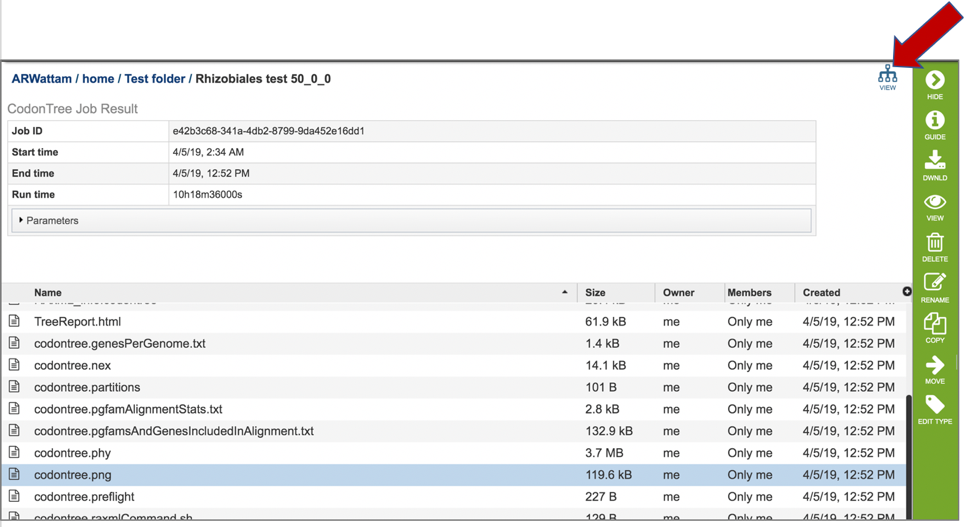 ARWattam / home / Test folder / Rhizobiales test 50_0_0
VIEW
CodonTree Job Result
Job ID e42b3c68-341a-4db2-8799-9da452e16dd1
Start time 4/5/19, 2:34 AM
End time 4/5/19, 12:52 PM
Run time 10h18m36000s
Parameters
Name Size Owner Members Created
TreeReport.html 61.9 kB me Only me 4/5/19, 12:52 PM
codontree.genesPerGenome.txt 1.4 kB me Only me 4/5/19, 12:52 PM
codontree.nex 14.1 kB me Only me 4/5/19, 12:52 PM
codontree.partitions 101 B me Only me 4/5/19, 12:52 PM
codontree.pgfamAlignmentStats.txt 2.8 kB me Only me 4/5/19, 12:52 PM
codontree.pgfamsAndGenesIncludedInAlignment.txt 132.9 kB me Only me 4/5/19, 12:52 PM
codontree.phy 3.7 MB me Only me 4/5/19, 12:52 PM
codontree.png 119.6 kB me Only me 4/5/19, 12:52 PM
codontree.preflight 227 B me Only me 4/5/19, 12:52 PM
codontree.raxmlCommand.sh 129 B me Only me 4/5/19, 12:52 PM
HIDE
GUIDE
DWNLD
VIEW
DELETE
RENAME
COPY
MOVE
EDIT TYPE